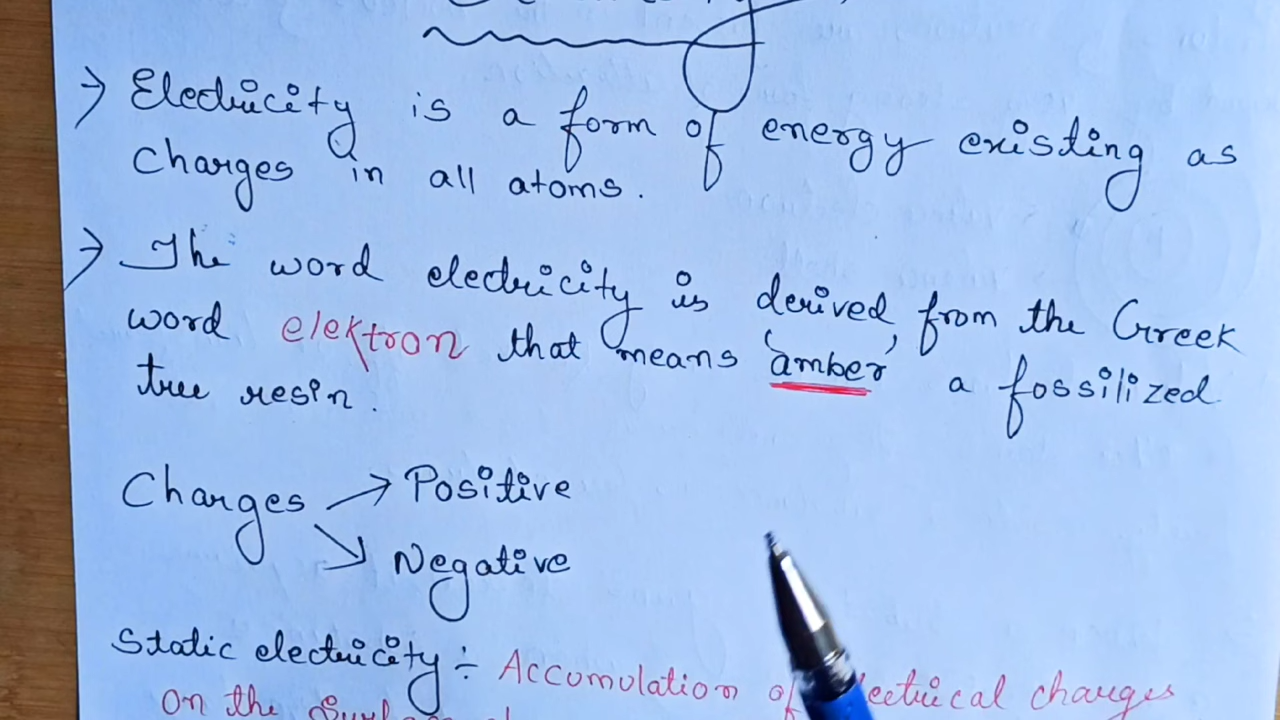 → Electricity is a form of energy existing as
charges in all atoms.
→ The word electricity is derived from the Greek
word elektron that means 'amber' a fossilized
tree resin.
Charges → Positive
→ Negative
Static electricity :- Accumulation of electrical charges
on the